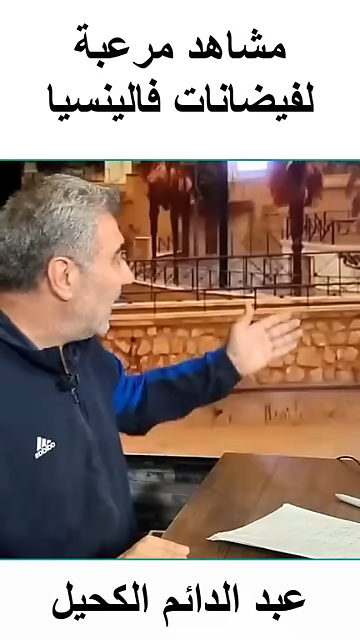 مشاهد مرعبة
لفيضانات فالينسيا
عبد الدائم الكحيل